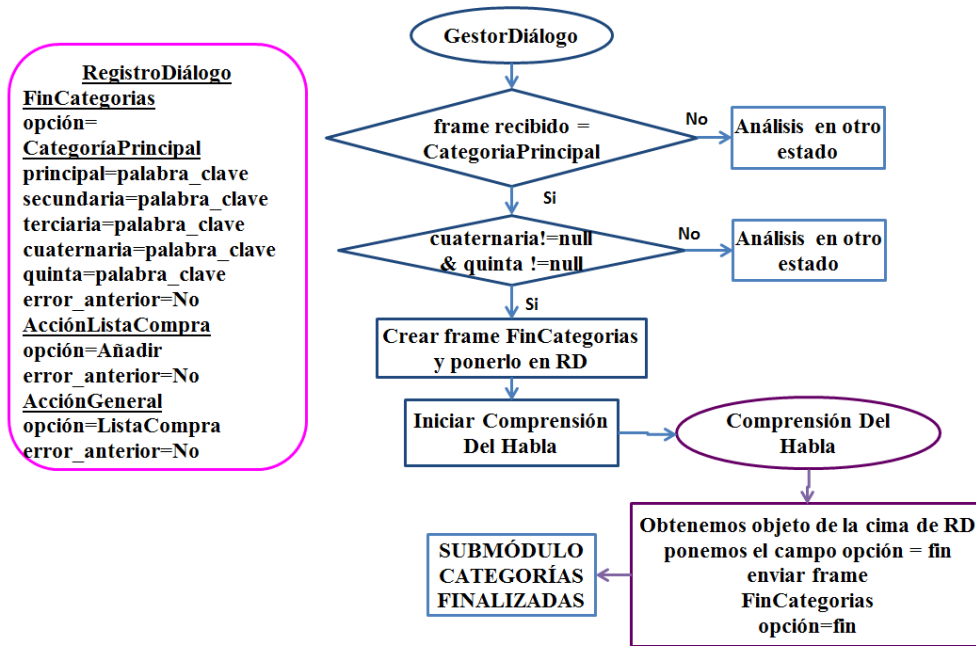 RegistroDiálogo
FinCategorias
opción=
CategoríaPrincipal
principal=palabra_clave
secundaria=palabra_clave
terciaria=palabra_clave
cuaternaria=palabra_clave
quinta=palabra_clave
error_anterior=No
AcciónListaCompra
opción=Añadir
error_anterior=No
AcciónGeneral
opción=ListaCompra
error_anterior=No
GestorDiálogo
frame recibido =
CategoriaPrincipal
No
Análisis en otro
estado
Si
cuaternaria!=null
& quinta !=null
No
Análisis en otro
estado
Si
Crear frame FinCategorias
y ponerlo en RD
Iniciar Comprensión
Del Habla
Comprensión Del
Habla
Obtenemos objeto de la cima de RD
ponemos el campo opción = fin
enviar frame
FinCategorias
opción=fin
SUBMÓDULO
CATEGORÍAS
FINALIZADAS